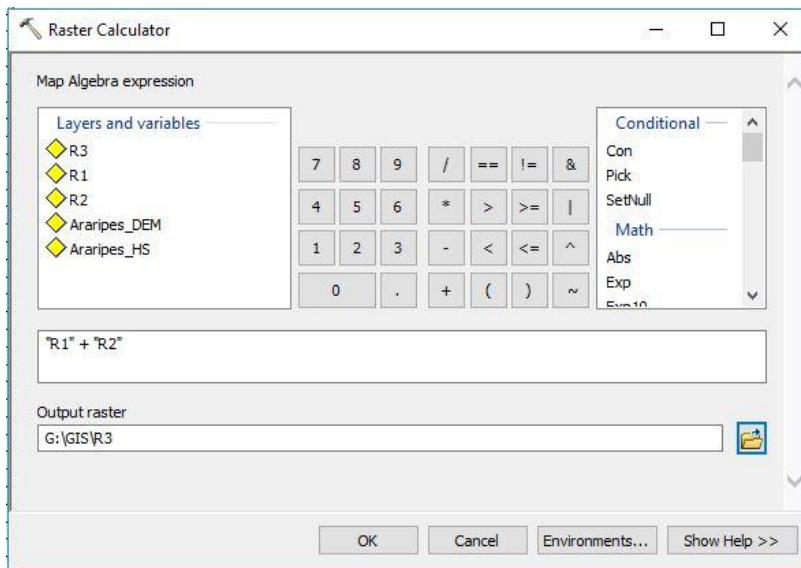 Raster Calculator
Map Algebra expression
Layers and variables
R3
R1
R2
Araripes_DEM
Araripes_HS
7 8 9 / == != &
4 5 6 * > >= |
1 2 3 - < <= ^
0 . + ( ) ~
Conditional
Con
Pick
SetNull
Math
Abs
Exp
Exp10
"R1" + "R2"
Output raster
G:\GIS\R3
OK Cancel Environments... Show Help >>